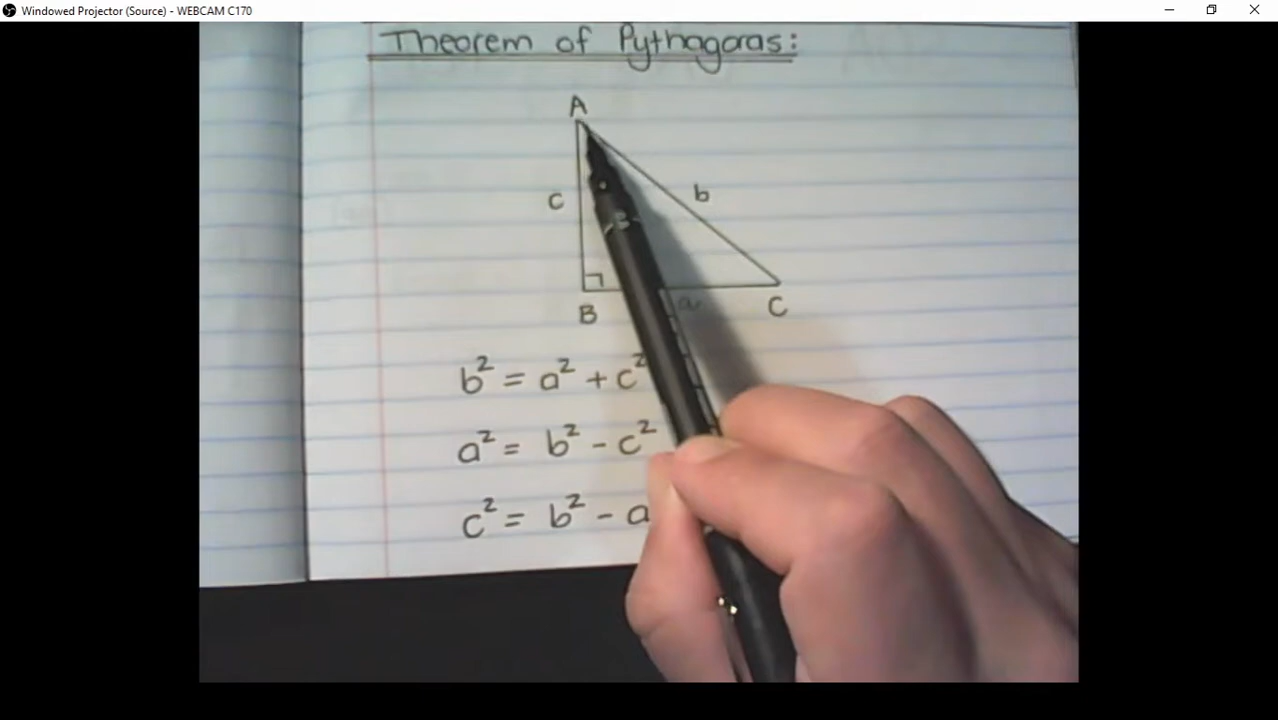 Windowed Projector (Source) - WEBCAM C170
Theorem of Pythagoras:
A
c
b
B
a
C
b² = a² + c²
a² = b² - c²
c² = b² - a